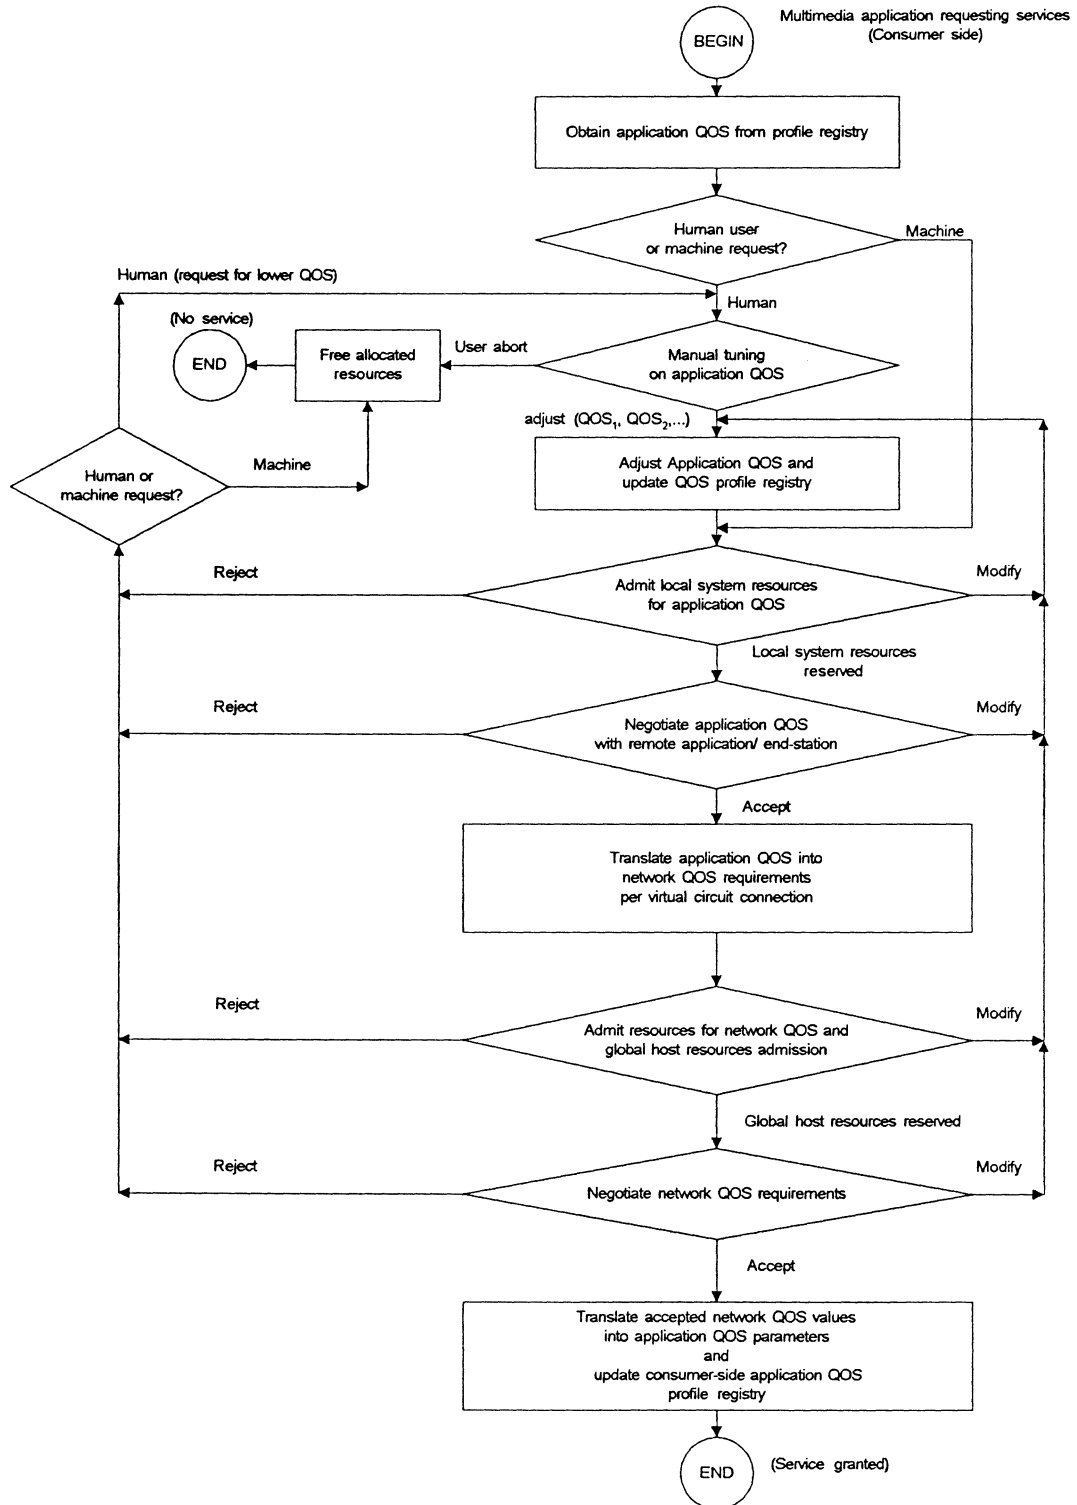 Multimedia application requesting services
(Consumer side)
BEGIN
Obtain application QOS from profile registry
Human user
or machine request?
Machine
Human (request for lower QOS)
Human
(No service)
END
Free allocated
resources
User abort
Manual tuning
on application QOS
adjust (QOS₁, QOS₂,...)
Adjust Application QOS and
update QOS profile registry
Human or
machine request?
Machine
Reject
Admit local system resources
for application QOS
Modify
Local system resources
reserved
Reject
Negotiate application QOS
with remote application/ end-station
Modify
Accept
Translate application QOS into
network QOS requirements
per virtual circuit connection
Reject
Admit resources for network QOS and
global host resources admission
Modify
Global host resources reserved
Reject
Negotiate network QOS requirements
Modify
Accept
Translate accepted network QOS values
into application QOS parameters
and
update consumer-side application QOS
profile registry
END
(Service granted)